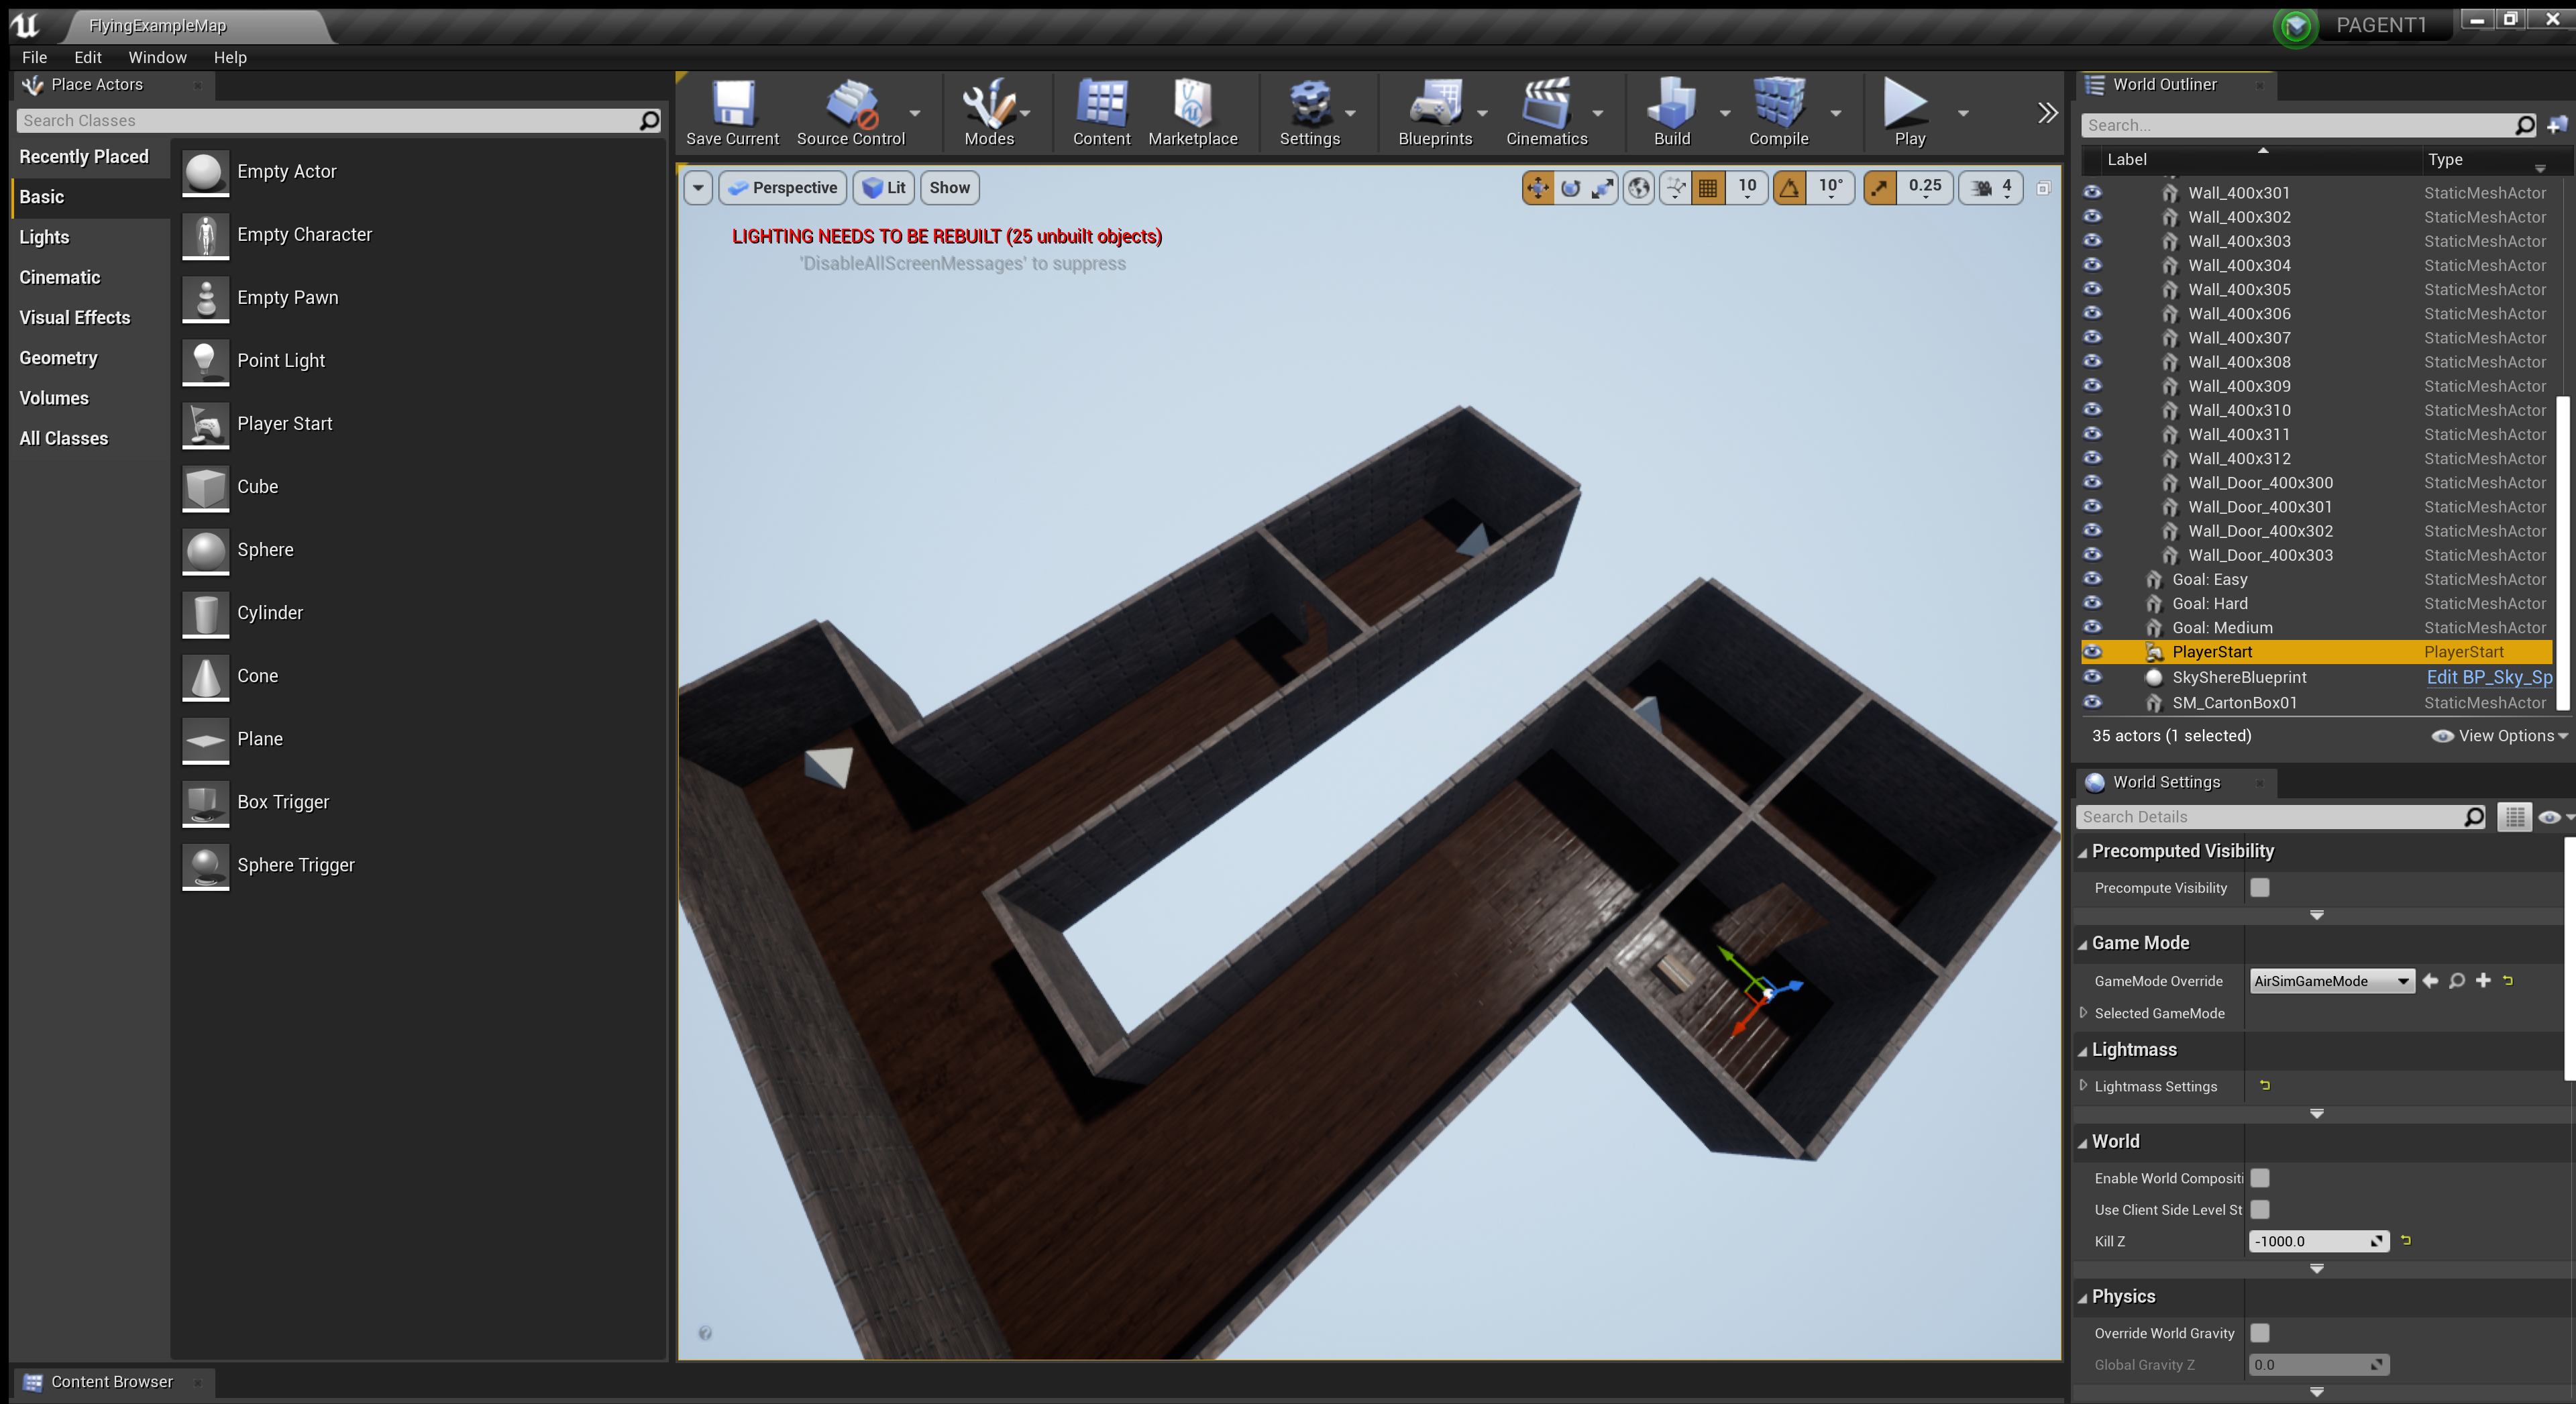 FlyingExampleMap
PAGENT1
File Edit Window Help
Place Actors
Search Classes
Recently Placed
Basic
Lights
Cinematic
Visual Effects
Geometry
Volumes
All Classes
Empty Actor
Empty Character
Empty Pawn
Point Light
Player Start
Cube
Sphere
Cylinder
Cone
Plane
Box Trigger
Sphere Trigger
Save Current Source Control Modes Content Marketplace Settings Blueprints Cinematics Build Compile Play
Perspective Lit Show
10 10° 0.25 4
LIGHTING NEEDS TO BE REBUILT (25 unbuilt objects)
'DisableAllScreenMessages' to suppress
World Outliner
Search...
Label Type
Wall_400x301 StaticMeshActor
Wall_400x302 StaticMeshActor
Wall_400x303 StaticMeshActor
Wall_400x304 StaticMeshActor
Wall_400x305 StaticMeshActor
Wall_400x306 StaticMeshActor
Wall_400x307 StaticMeshActor
Wall_400x308 StaticMeshActor
Wall_400x309 StaticMeshActor
Wall_400x310 StaticMeshActor
Wall_400x311 StaticMeshActor
Wall_400x312 StaticMeshActor
Wall_Door_400x300 StaticMeshActor
Wall_Door_400x301 StaticMeshActor
Wall_Door_400x302 StaticMeshActor
Wall_Door_400x303 StaticMeshActor
Goal: Easy StaticMeshActor
Goal: Hard StaticMeshActor
Goal: Medium StaticMeshActor
PlayerStart PlayerStart
SkyShereBlueprint Edit BP_Sky_Sp
SM_CartonBox01 StaticMeshActor
35 actors (1 selected) View Options
World Settings
Search Details
Precomputed Visibility
Precompute Visibility
Game Mode
GameMode Override AirSimGameMode
Selected GameMode
Lightmass
Lightmass Settings
World
Enable World Compositi
Use Client Side Level St
Kill Z -1000.0
Physics
Override World Gravity
Global Gravity Z 0.0
Content Browser